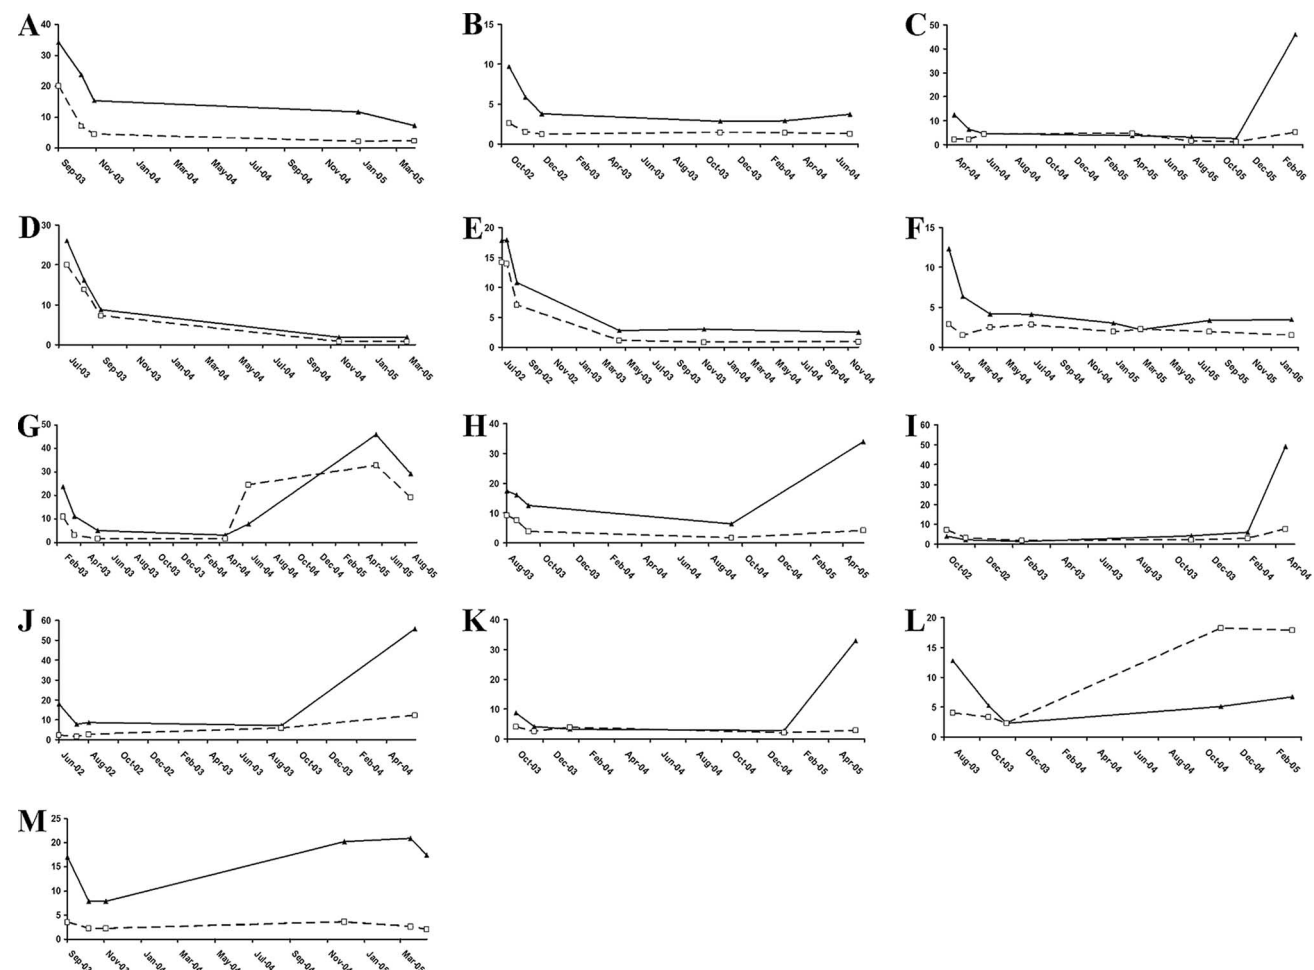 A
40
30
20
10
0
Sep-03 Nov-03 Jan-04 Mar-04 May-04 Jul-04 Sep-04 Nov-04 Jan-05 Mar-05
B
15
10
5
0
Oct-02 Dec-02 Feb-03 Apr-03 Jun-03 Aug-03 Oct-03 Dec-03 Feb-04 Apr-04 Jun-04
C
50
40
30
20
10
0
Apr-04 Jun-04 Aug-04 Oct-04 Dec-04 Feb-05 Apr-05 Jun-05 Aug-05 Oct-05 Dec-05 Feb-06
D
30
20
10
0
Jul-03 Sep-03 Nov-03 Jan-04 Mar-04 May-04 Jul-04 Sep-04 Nov-04 Jan-05 Mar-05
E
20
15
10
5
0
Jul-02 Sep-02 Nov-02 Jan-03 Mar-03 May-03 Jul-03 Sep-03 Nov-03 Jan-04 Mar-04 May-04 Jul-04 Sep-04 Nov-04
F
15
10
5
0
Jan-04 Mar-04 May-04 Jul-04 Sep-04 Nov-04 Jan-05 Mar-05 May-05 Jul-05 Sep-05 Nov-05 Jan-06
G
50
40
30
20
10
0
Feb-03 Apr-03 Jun-03 Aug-03 Oct-03 Dec-03 Feb-04 Apr-04 Jun-04 Aug-04 Oct-04 Dec-04 Feb-05 Apr-05 Jun-05 Aug-05
H
40
30
20
10
0
Aug-03 Oct-03 Dec-03 Feb-04 Apr-04 Jun-04 Aug-04 Oct-04 Dec-04 Feb-05 Apr-05
I
60
50
40
30
20
10
0
Oct-02 Dec-02 Feb-03 Apr-03 Jun-03 Aug-03 Oct-03 Dec-03 Feb-04 Apr-04
J
60
50
40
30
20
10
0
Jun-02 Aug-02 Oct-02 Dec-02 Feb-03 Apr-03 Jun-03 Aug-03 Oct-03 Dec-03 Feb-04 Apr-04
K
40
30
20
10
0
Oct-03 Dec-03 Feb-04 Apr-04 Jun-04 Aug-04 Oct-04 Dec-04 Feb-05 Apr-05
L
20
15
10
5
0
Aug-03 Oct-03 Dec-03 Feb-04 Apr-04 Jun-04 Aug-04 Oct-04 Dec-04 Feb-05
M
25
20
15
10
5
0
Sep-03 Nov-03 Jan-04 Mar-04 May-04 Jul-04 Sep-04 Nov-04 Jan-05 Mar-05